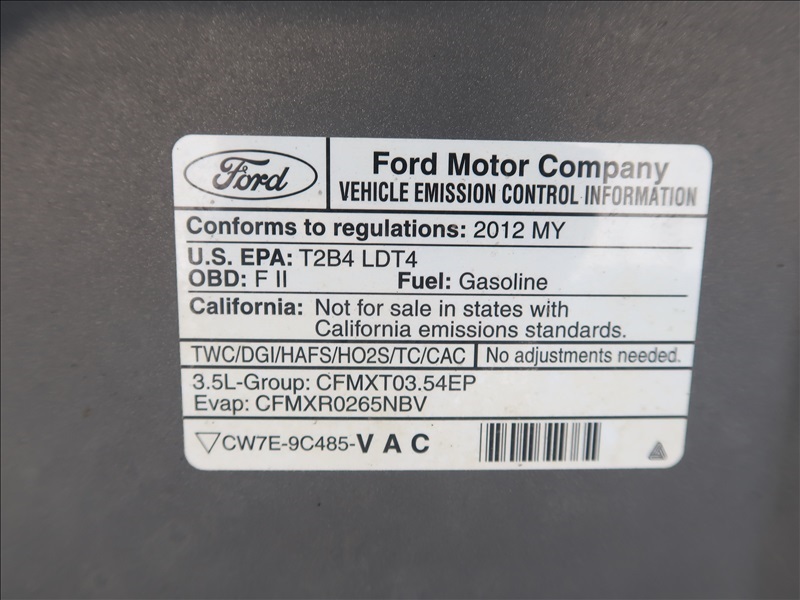 Ford
Ford Motor Company
VEHICLE EMISSION CONTROL INFORMATION
Conforms to regulations: 2012 MY
U.S. EPA: T2B4 LDT4
OBD: F II Fuel: Gasoline
California: Not for sale in states with
California emissions standards.
TWC/DGI/HAFS/HO2S/TC/CAC No adjustments needed.
3.5L-Group: CFMXT03.54EP
Evap: CFMXR0265NBV
CW7E-9C485-VAC